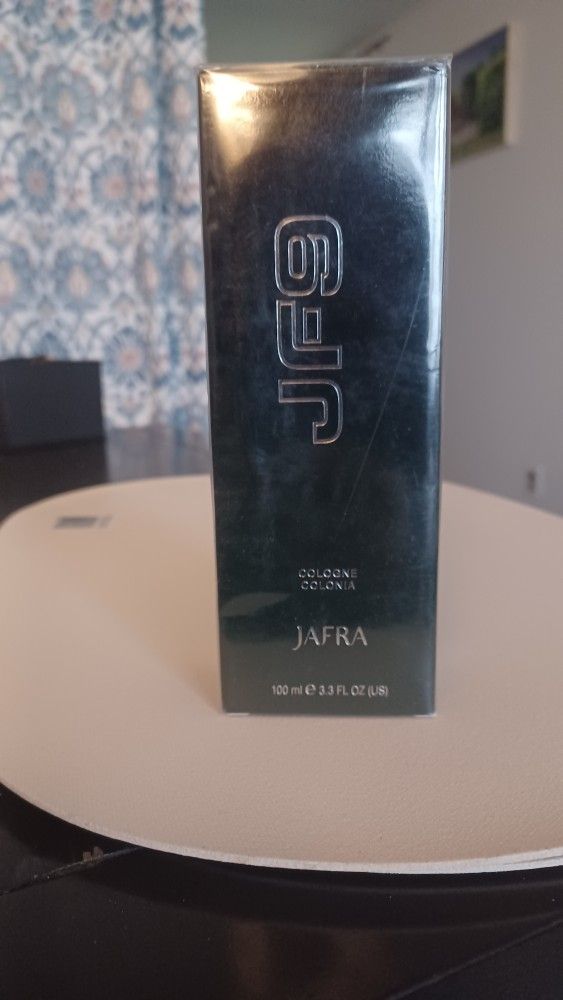 JF9
COLOGNE
COLONIA
JAFRA
100 ml ℮ 3.3 FL OZ (US)